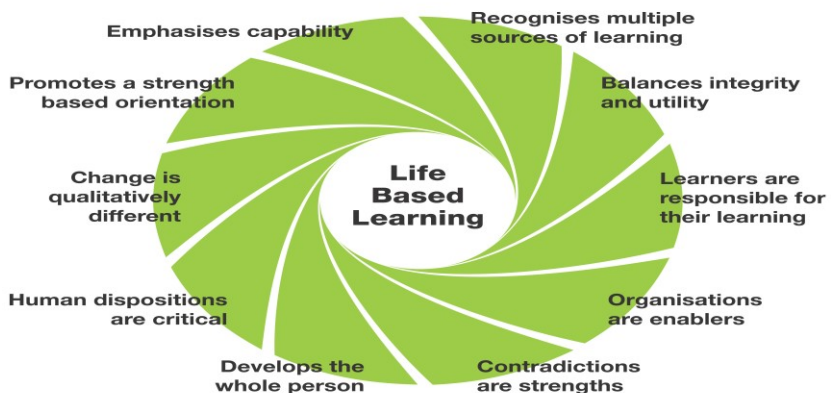 Emphasises capability
Recognises multiple
sources of learning
Promotes a strength
based orientation
Balances integrity
and utility
Change is
qualitatively
different
Life
Based
Learning
Learners are
responsible for
their learning
Human dispositions
are critical
Organisations
are enablers
Develops the
whole person
Contradictions
are strengths